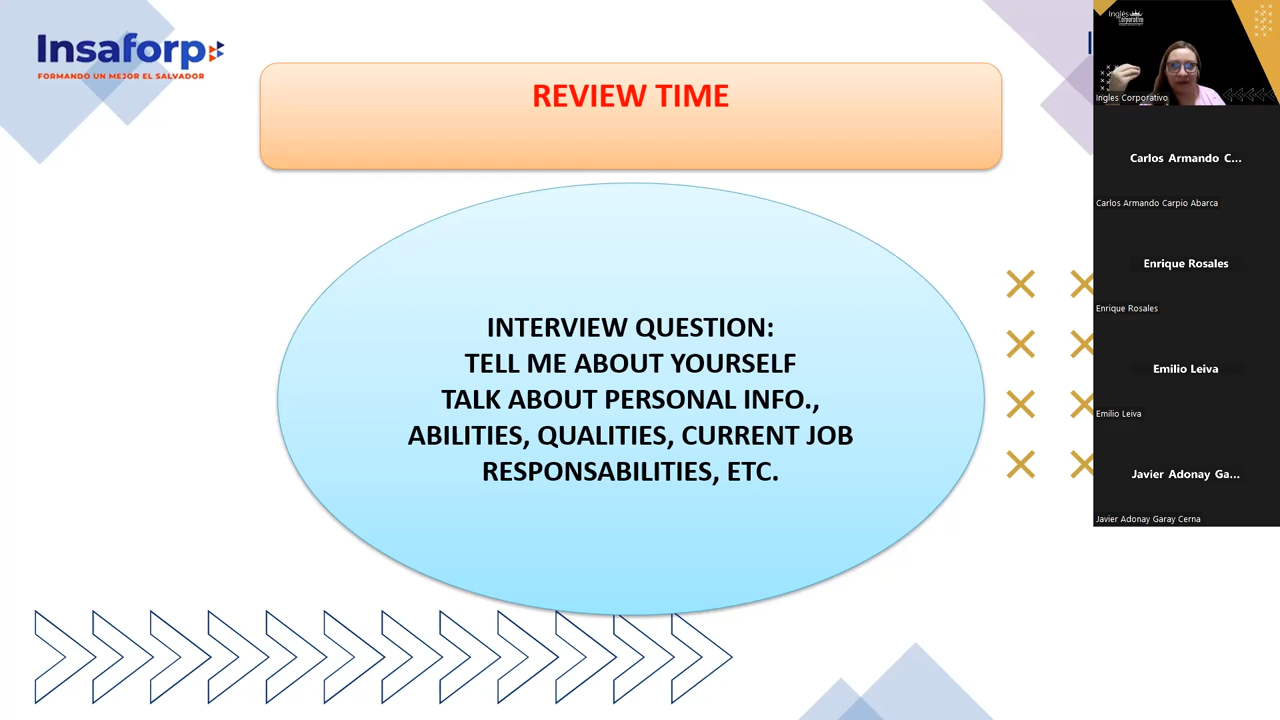 Insaforp
FORMANDO UN MEJOR EL SALVADOR
REVIEW TIME
INTERVIEW QUESTION:
TELL ME ABOUT YOURSELF
TALK ABOUT PERSONAL INFO.,
ABILITIES, QUALITIES, CURRENT JOB
RESPONSABILITIES, ETC.
Inglés
Corporativo
Ingles Corporativo
Carlos Armando C...
Carlos Armando Carpio Abarca
Enrique Rosales
Enrique Rosales
Emilio Leiva
Emilio Leiva
Javier Adonay Ga...
Javier Adonay Garay Cerna